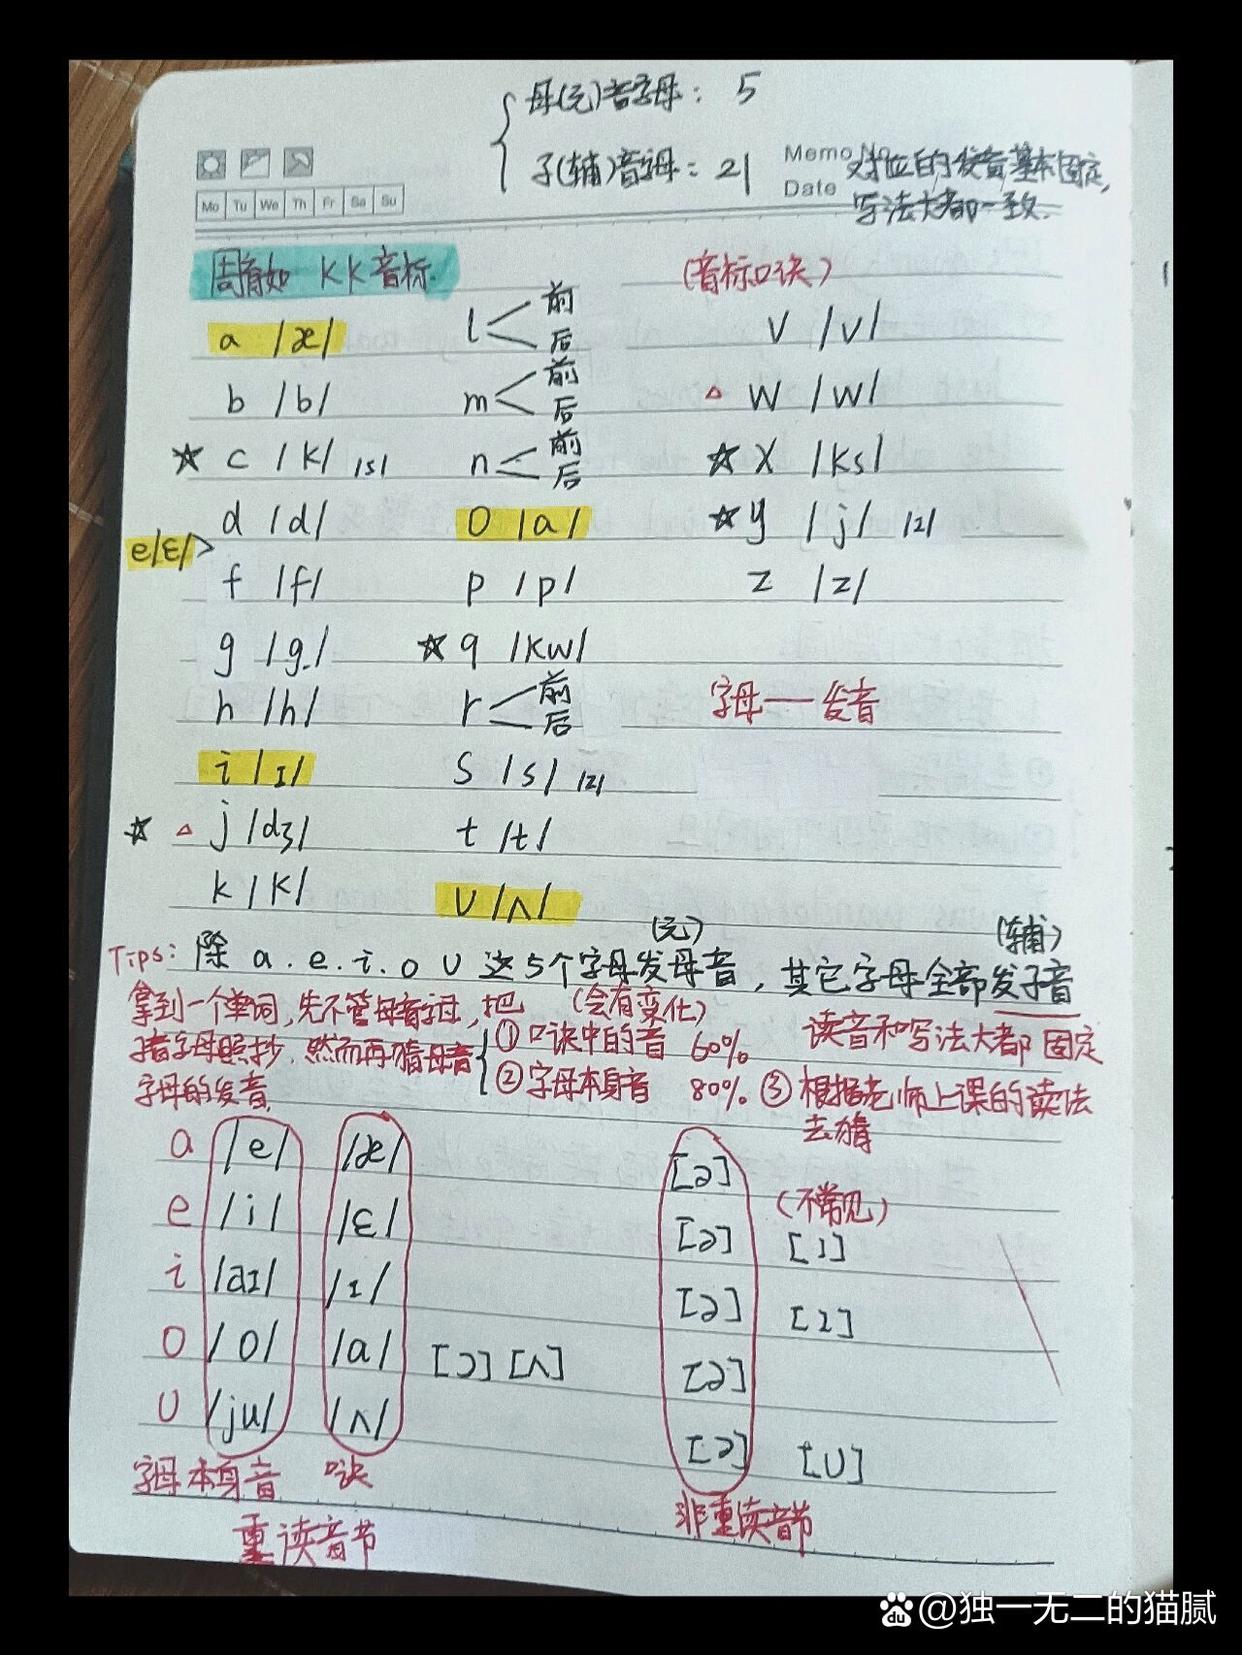 母(元)音字母: 5
子(辅)音字母: 21
Memo No.
Date
对应的发音基本固定,
写法大都一致.
Mo Tu We Th Fr Sa Su
周有如 KK音标.
(音标口诀)
a /æ/
b /b/
☆ c /k/ /s/
d /d/
e/ɛ/>
f /f/
g /g/
h /h/
i /ɪ/
☆ △ j /dʒ/
k /k/
l < 前 后
m < 前 后
n < 前 后
O /a/
p /p/
☆ q /kw/
r < 前 后
S /s/ /z/
t /t/
U /ʌ/
V /v/
△ W /w/
☆ X /ks/
☆ y /j/ /ɪ/
Z /z/
字母——发音
Tips: 除 a.e.i.o U 这5个字母发母(元)音, 其它字母全部发子(辅)音
拿到一个单词,先不管母音字母,把
子音字母照抄,然而再猜母音
字母的发音,
(会有变化)
① 口诀中的音 60%
② 字母本身音 80%
③ 根据老师上课的读法
去猜
读音和写法大都 固定
a /e/ /æ/ [ə]
(不常见)
e /i/ /ɛ/ [ə] [ɪ]
i /aɪ/ /ɪ/ [ə] [ɪ]
O /o/ /a/ [ɔ] [ʌ] [ə]
U /ju/ /ʌ/ [ə] [U]
字母本身音 口诀
重读音节
非重读音节
du @独一无二的猫腻